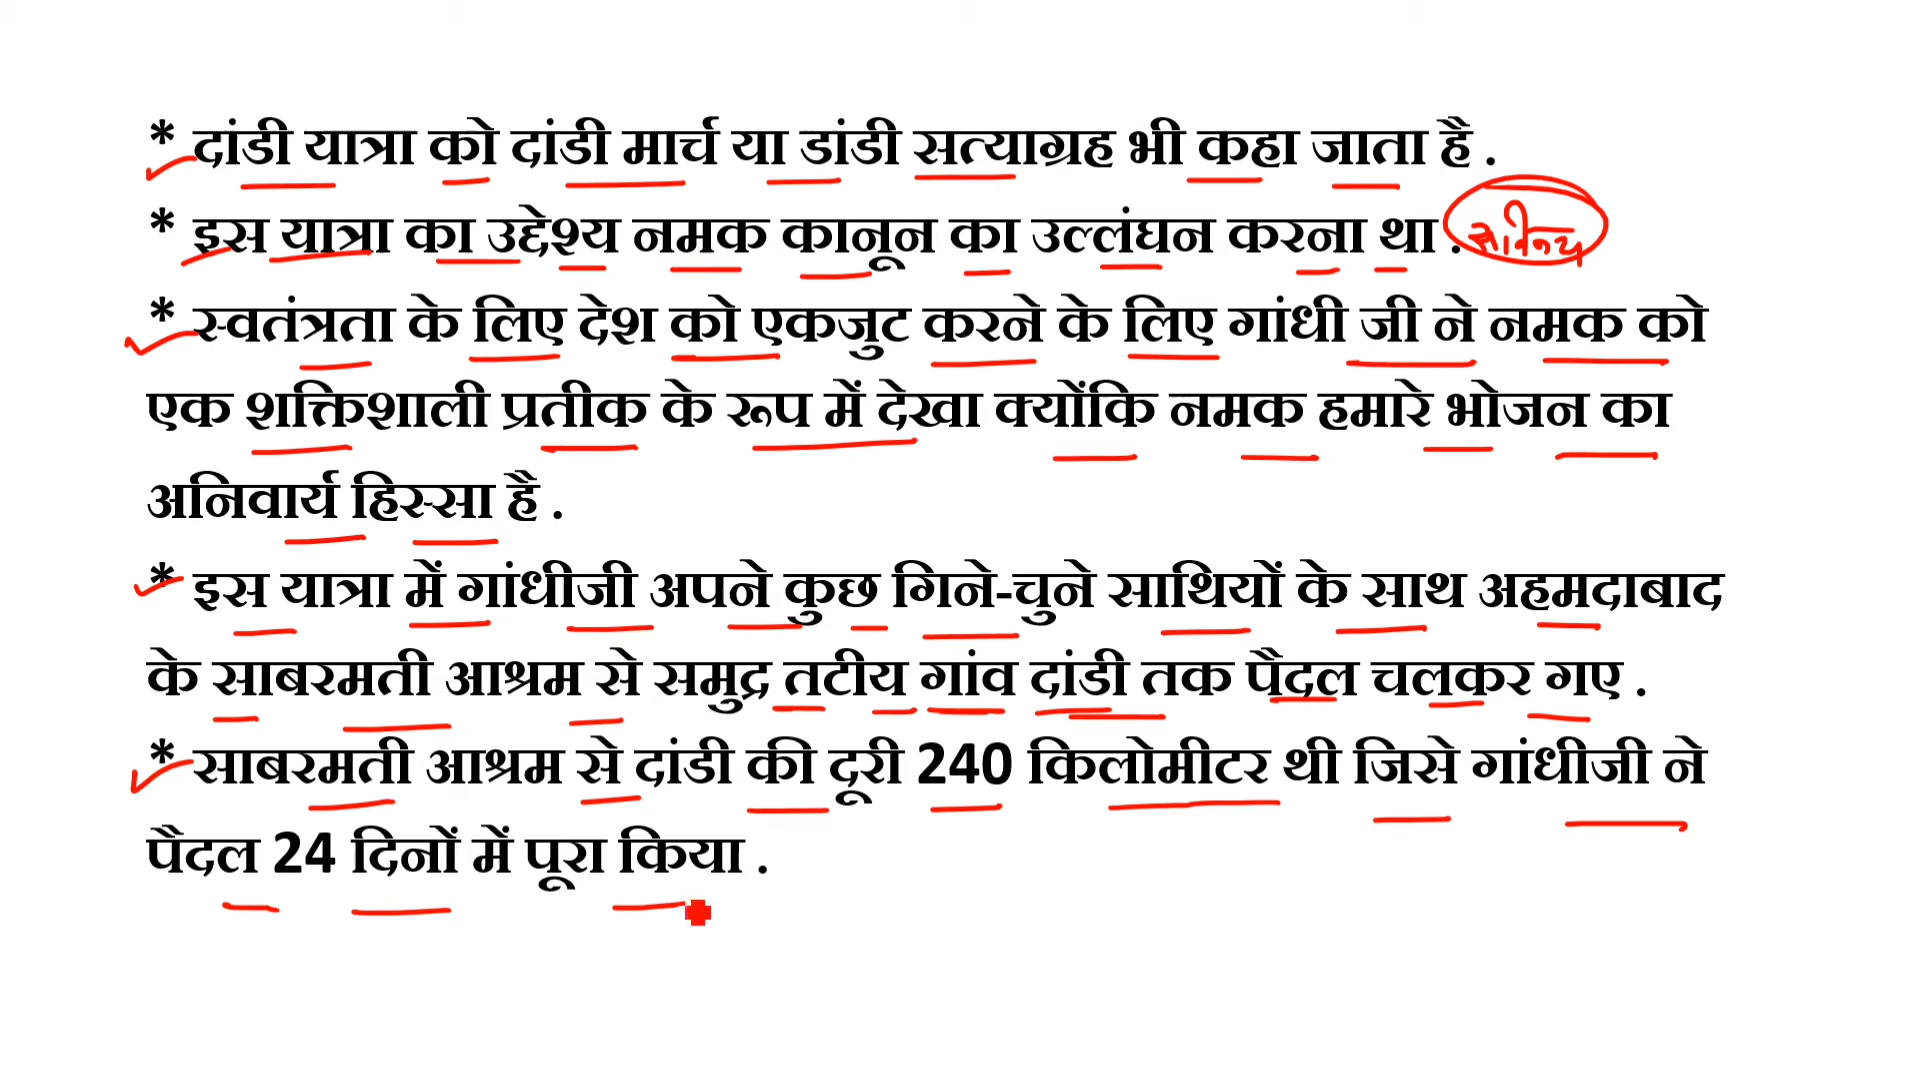 * दांडी यात्रा को दांडी मार्च या डांडी सत्याग्रह भी कहा जाता है .
* इस यात्रा का उद्देश्य नमक कानून का उल्लंघन करना था .
* स्वतंत्रता के लिए देश को एकजुट करने के लिए गांधी जी ने नमक को
एक शक्तिशाली प्रतीक के रूप में देखा क्योंकि नमक हमारे भोजन का
अनिवार्य हिस्सा है .
* इस यात्रा में गांधीजी अपने कुछ गिने-चुने साथियों के साथ अहमदाबाद
के साबरमती आश्रम से समुद्र तटीय गांव दांडी तक पैदल चलकर गए .
* साबरमती आश्रम से दांडी की दूरी 240 किलोमीटर थी जिसे गांधीजी ने
पैदल 24 दिनों में पूरा किया .